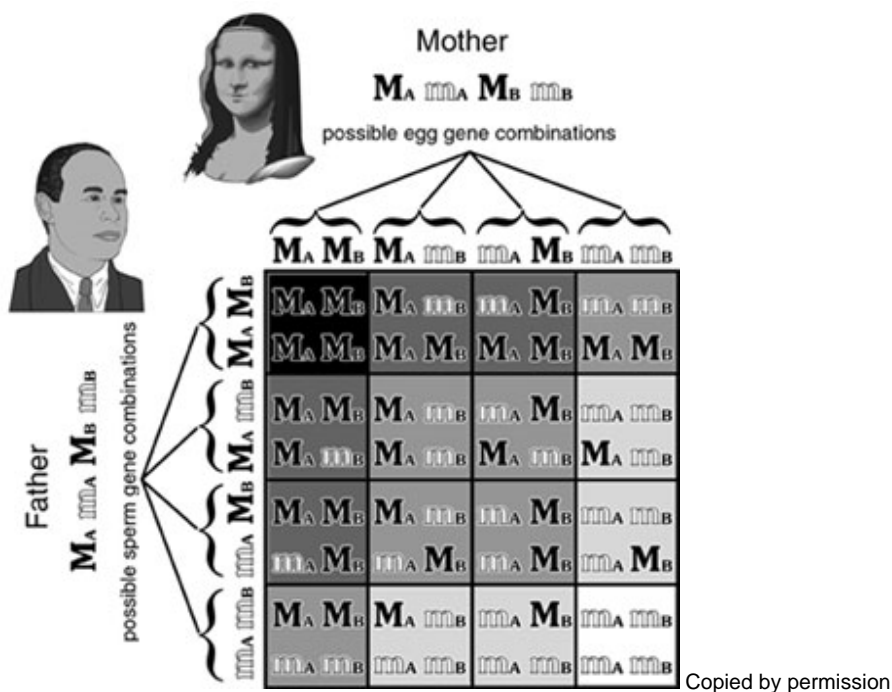 Mother
MA mA MB mB
possible egg gene combinations
MA MB MA mB mA MB mA mB
Father
MA mA MB mB
possible sperm gene combinations
MA MB
MA MB MA mB mA MB mA mB
MA MB MA MB MA MB MA MB
MA mB
MA MB MA mB mA MB mA mB
MA mB MA mB MA mB MA mB
mA MB
MA MB MA mB mA MB mA mB
mA MB mA MB mA MB mA MB
mA mB
MA MB MA mB mA MB mA mB
mA mB mA mB mA mB mA mB
Copied by permission